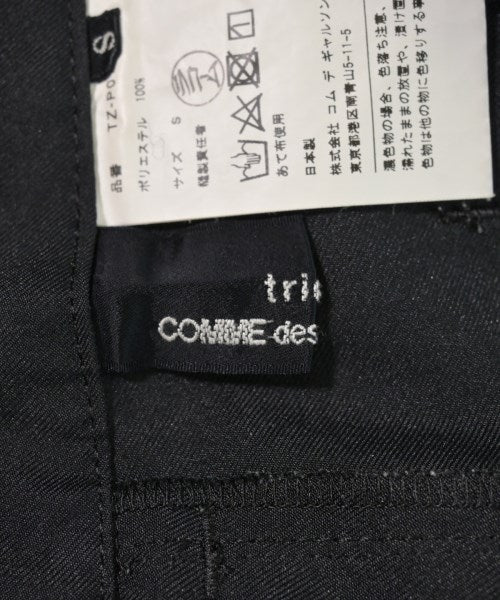 S
品番 TZ-P0
ポリエステル 100%
サイズ S
縫製責任者
あて布使用
日本製
株式会社 コム デ ギャルソン
東京都港区南青山5-11-5
濃色物の場合、色落ち注意、
濡れたままの放置や、漬け置
色物は他の物に色移りする事
tric
COMME des